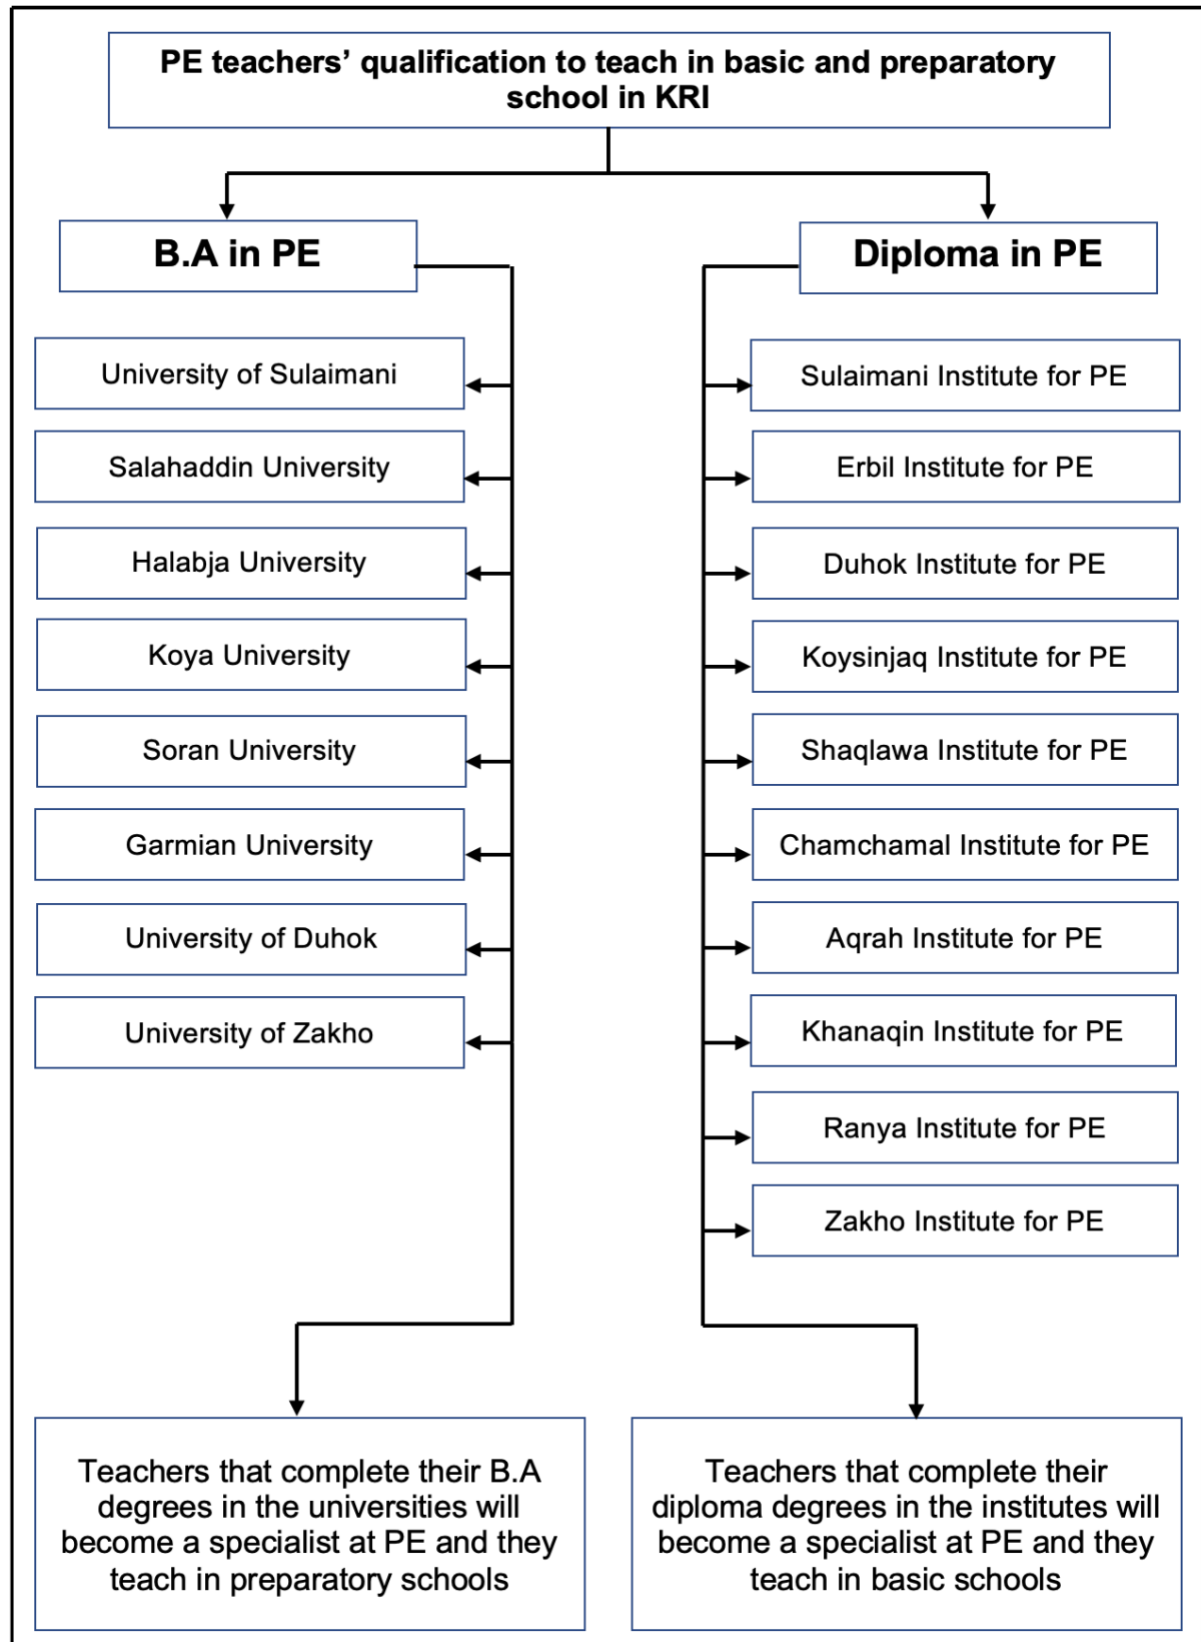 PE teachers’ qualification to teach in basic and preparatory
school in KRI
B.A in PE
Diploma in PE
University of Sulaimani
Salahaddin University
Halabja University
Koya University
Soran University
Garmian University
University of Duhok
University of Zakho
Sulaimani Institute for PE
Erbil Institute for PE
Duhok Institute for PE
Koysinjaq Institute for PE
Shaqlawa Institute for PE
Chamchamal Institute for PE
Aqrah Institute for PE
Khanaqin Institute for PE
Ranya Institute for PE
Zakho Institute for PE
Teachers that complete their B.A
degrees in the universities will
become a specialist at PE and they
teach in preparatory schools
Teachers that complete their
diploma degrees in the institutes will
become a specialist at PE and they
teach in basic schools